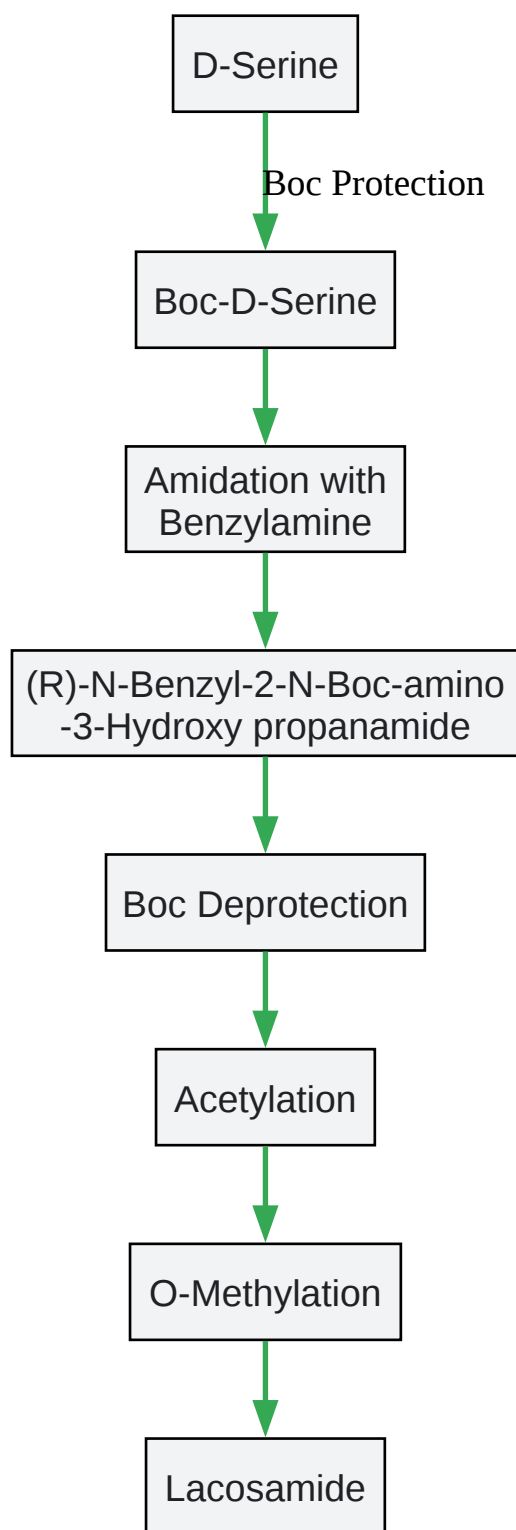 D-Serine
Boc Protection
Boc-D-Serine
Amidation with
Benzylamine
(R)-N-Benzyl-2-N-Boc-amino
-3-Hydroxy propanamide
Boc Deprotection
Acetylation
O-Methylation
Lacosamide